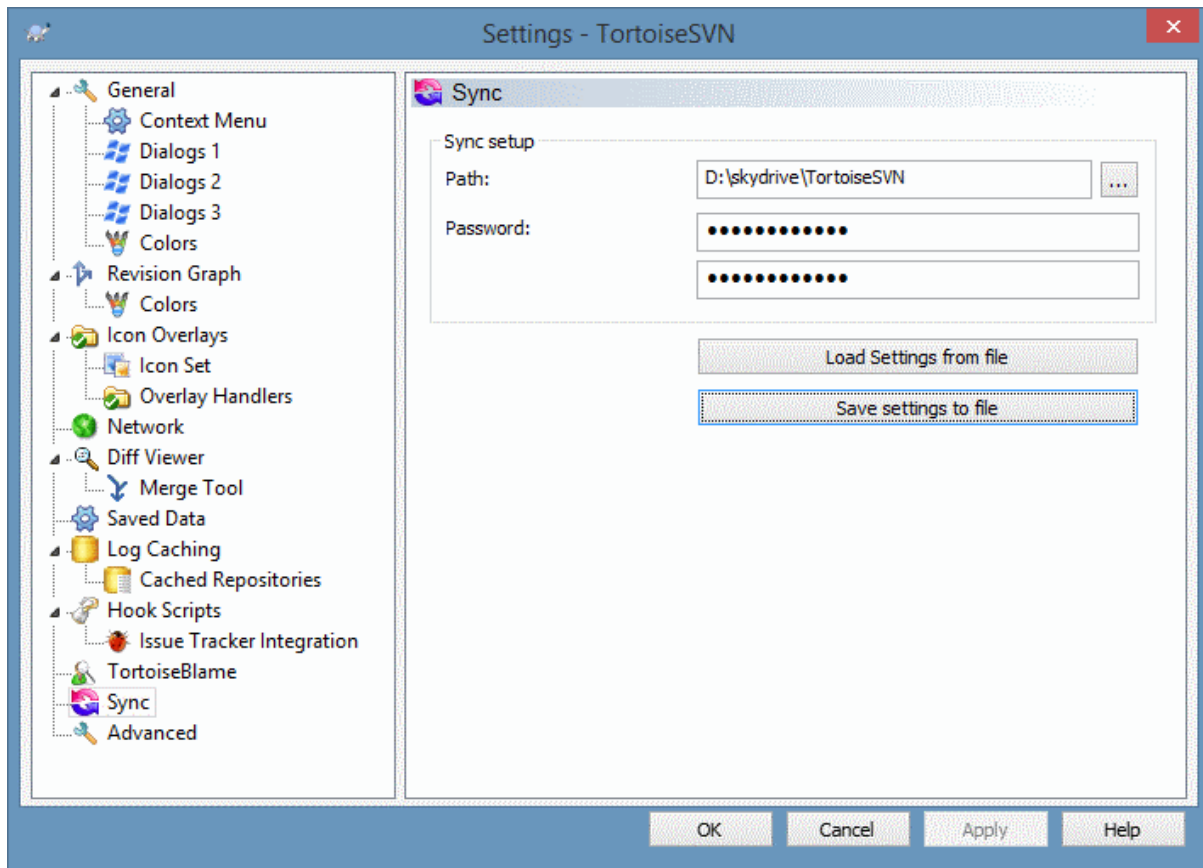 Settings - TortoiseSVN
General
Context Menu
Dialogs 1
Dialogs 2
Dialogs 3
Colors
Revision Graph
Colors
Icon Overlays
Icon Set
Overlay Handlers
Network
Diff Viewer
Merge Tool
Saved Data
Log Caching
Cached Repositories
Hook Scripts
Issue Tracker Integration
TortoiseBlame
Sync
Advanced
Sync
Sync setup
Path: D:\skydrive\TortoiseSVN ...
Password: ••••••••••••
••••••••••••
Load Settings from file
Save settings to file
OK Cancel Apply Help